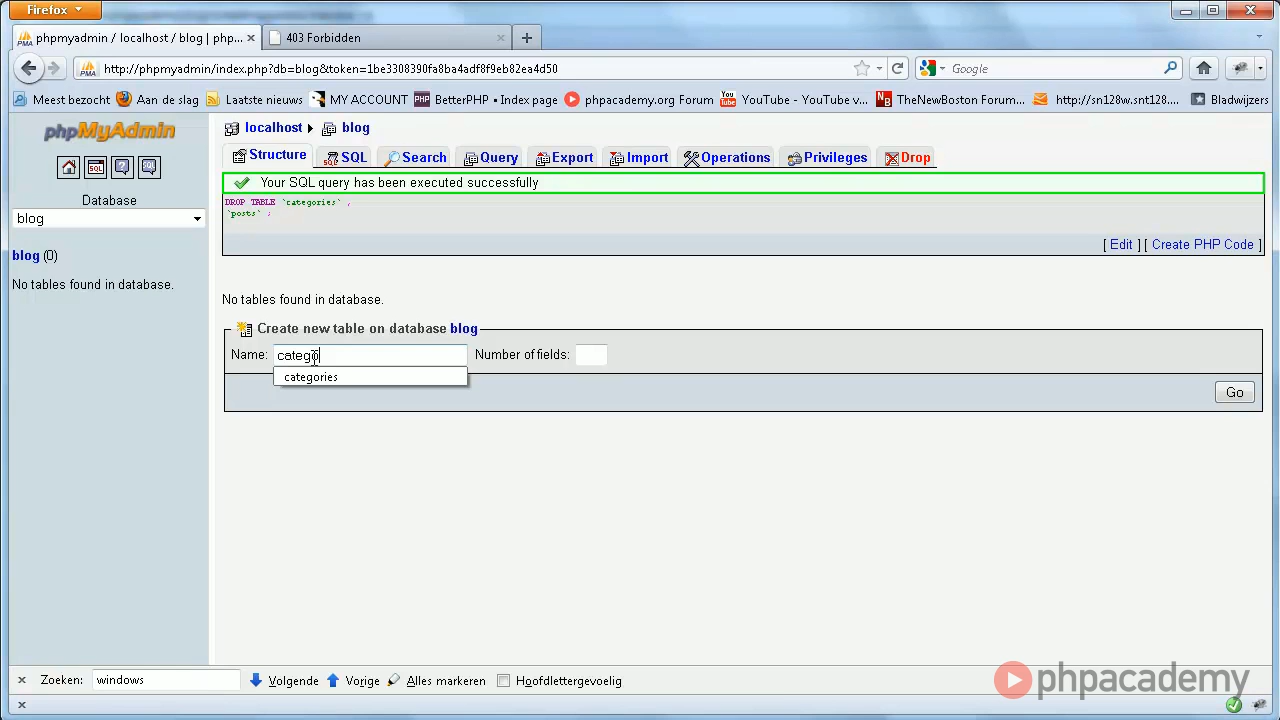 Firefox
phpmyadmin / localhost / blog | php...
403 Forbidden
http://phpmyadmin/index.php?db=blog&token=1be3308390fa8ba4adf8f9eb82ea4d50
Google
Meest bezocht
Aan de slag
Laatste nieuws
MY ACCOUNT
BetterPHP • Index page
phpacademy.org Forum
YouTube - YouTube v...
TheNewBoston Forum...
http://sn128w.snt128....
Bladwijzers
phpMyAdmin
localhost
blog
Structure
SQL
Search
Query
Export
Import
Operations
Privileges
Drop
Database
blog
blog (0)
No tables found in database.
Your SQL query has been executed successfully
DROP TABLE `categories` ,
`posts` ;
[ Edit ] [ Create PHP Code ]
No tables found in database.
Create new table on database blog
Name: catego
Number of fields:
categories
Go
Zoeken: windows
Volgende
Vorige
Alles markeren
Hoofdlettergevoelig
phpacademy